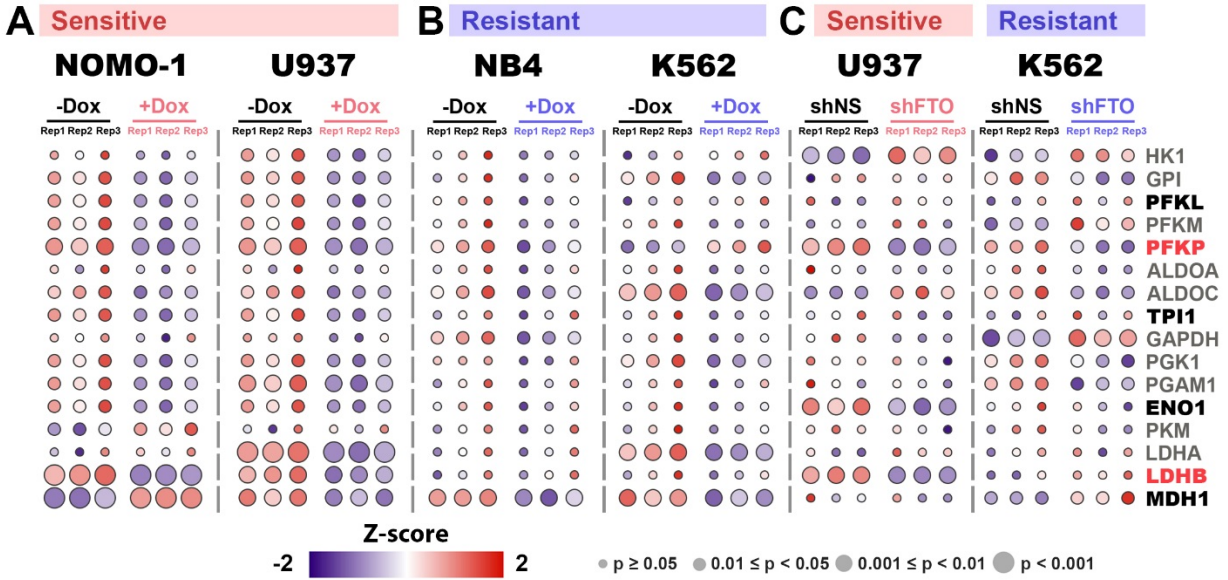 A Sensitive B Resistant C Sensitive Resistant
NOMO-1 U937 NB4 K562 U937 K562
-Dox +Dox -Dox +Dox -Dox +Dox -Dox +Dox shNS shFTO shNS shFTO
Rep1 Rep2 Rep3 Rep1 Rep2 Rep3 Rep1 Rep2 Rep3 Rep1 Rep2 Rep3 Rep1 Rep2 Rep3 Rep1 Rep2 Rep3 Rep1 Rep2 Rep3 Rep1 Rep2 Rep3 Rep1 Rep2 Rep3 Rep1 Rep2 Rep3 Rep1 Rep2 Rep3 Rep1 Rep2 Rep3
HK1
GPI
PFKL
PFKM
PFKP
ALDOA
ALDOC
TPI1
GAPDH
PGK1
PGAM1
ENO1
PKM
LDHA
LDHB
MDH1
Z-score
-2 2 p ≥ 0.05 0.01 ≤ p < 0.05 0.001 ≤ p < 0.01 p < 0.001